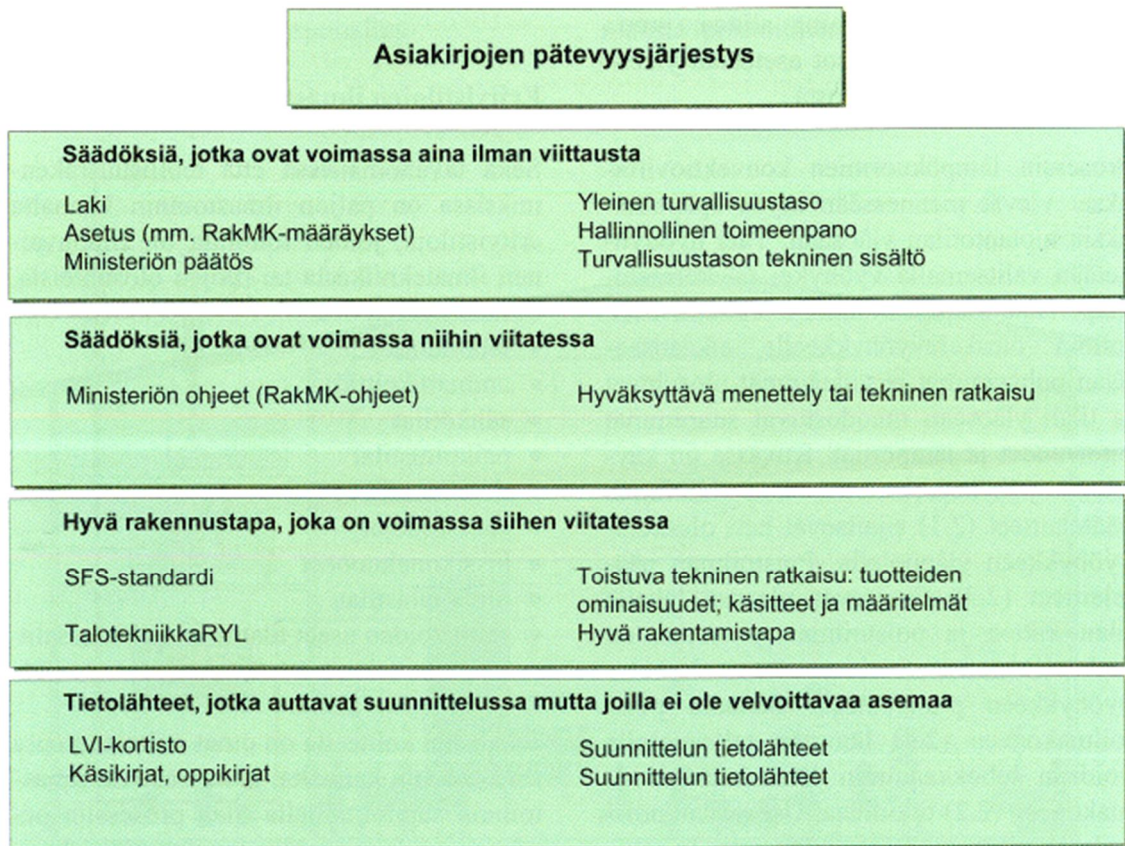 Asiakirjojen pätevyysjärjestys
Säädöksiä, jotka ovat voimassa aina ilman viittausta
Laki Yleinen turvallisuustaso
Asetus (mm. RakMK-määräykset) Hallinnollinen toimeenpano
Ministeriön päätös Turvallisuustason tekninen sisältö
Säädöksiä, jotka ovat voimassa niihin viitatessa
Ministeriön ohjeet (RakMK-ohjeet) Hyväksyttävä menettely tai tekninen ratkaisu
Hyvä rakennustapa, joka on voimassa siihen viitatessa
SFS-standardi Toistuva tekninen ratkaisu: tuotteiden
ominaisuudet; käsitteet ja määritelmät
TalotekniikkaRYL Hyvä rakentamistapa
Tietolähteet, jotka auttavat suunnittelussa mutta joilla ei ole velvoittavaa asemaa
LVI-kortisto Suunnittelun tietolähteet
Käsikirjat, oppikirjat Suunnittelun tietolähteet